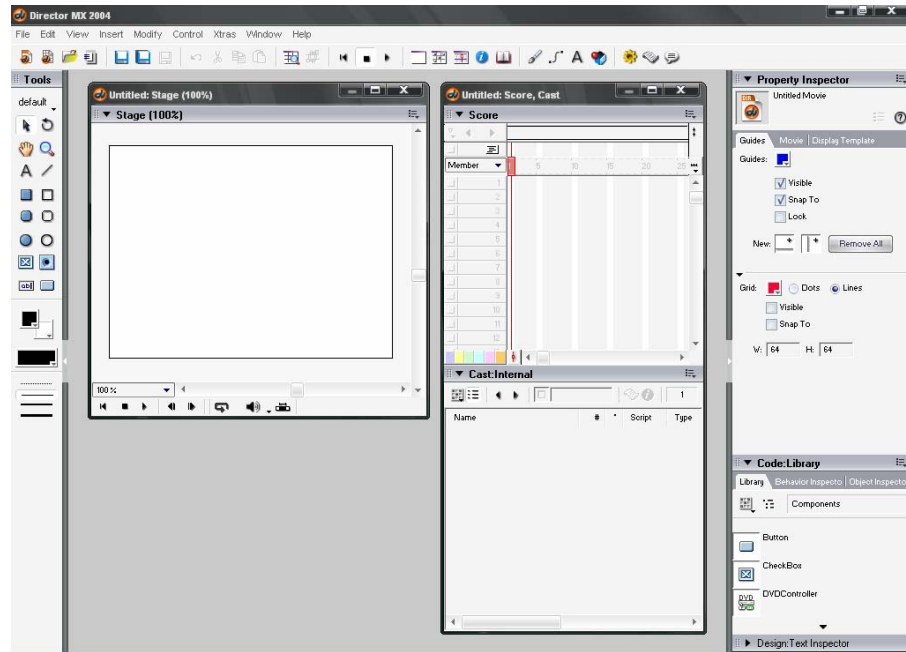 Director MX 2004
File Edit View Insert Modify Control Xtras Window Help
Tools
default
Untitled: Stage (100%)
Stage (100%)
100%
Untitled: Score, Cast
Score
Member
5 10 15 20 25
1
2
3
4
5
6
7
8
9
10
11
12
Cast:Internal
1
Name # * Script Type
Property Inspector
Untitled Movie
Guides Movie Display Template
Guides:
Visible
Snap To
Lock
New: Remove All
Grid: Dots Lines
Visible
Snap To
W: 64 H: 64
Code:Library
Library Behavior Inspecto Object Inspecto
Components
Button
CheckBox
DVD DVDController
Design:Text Inspector